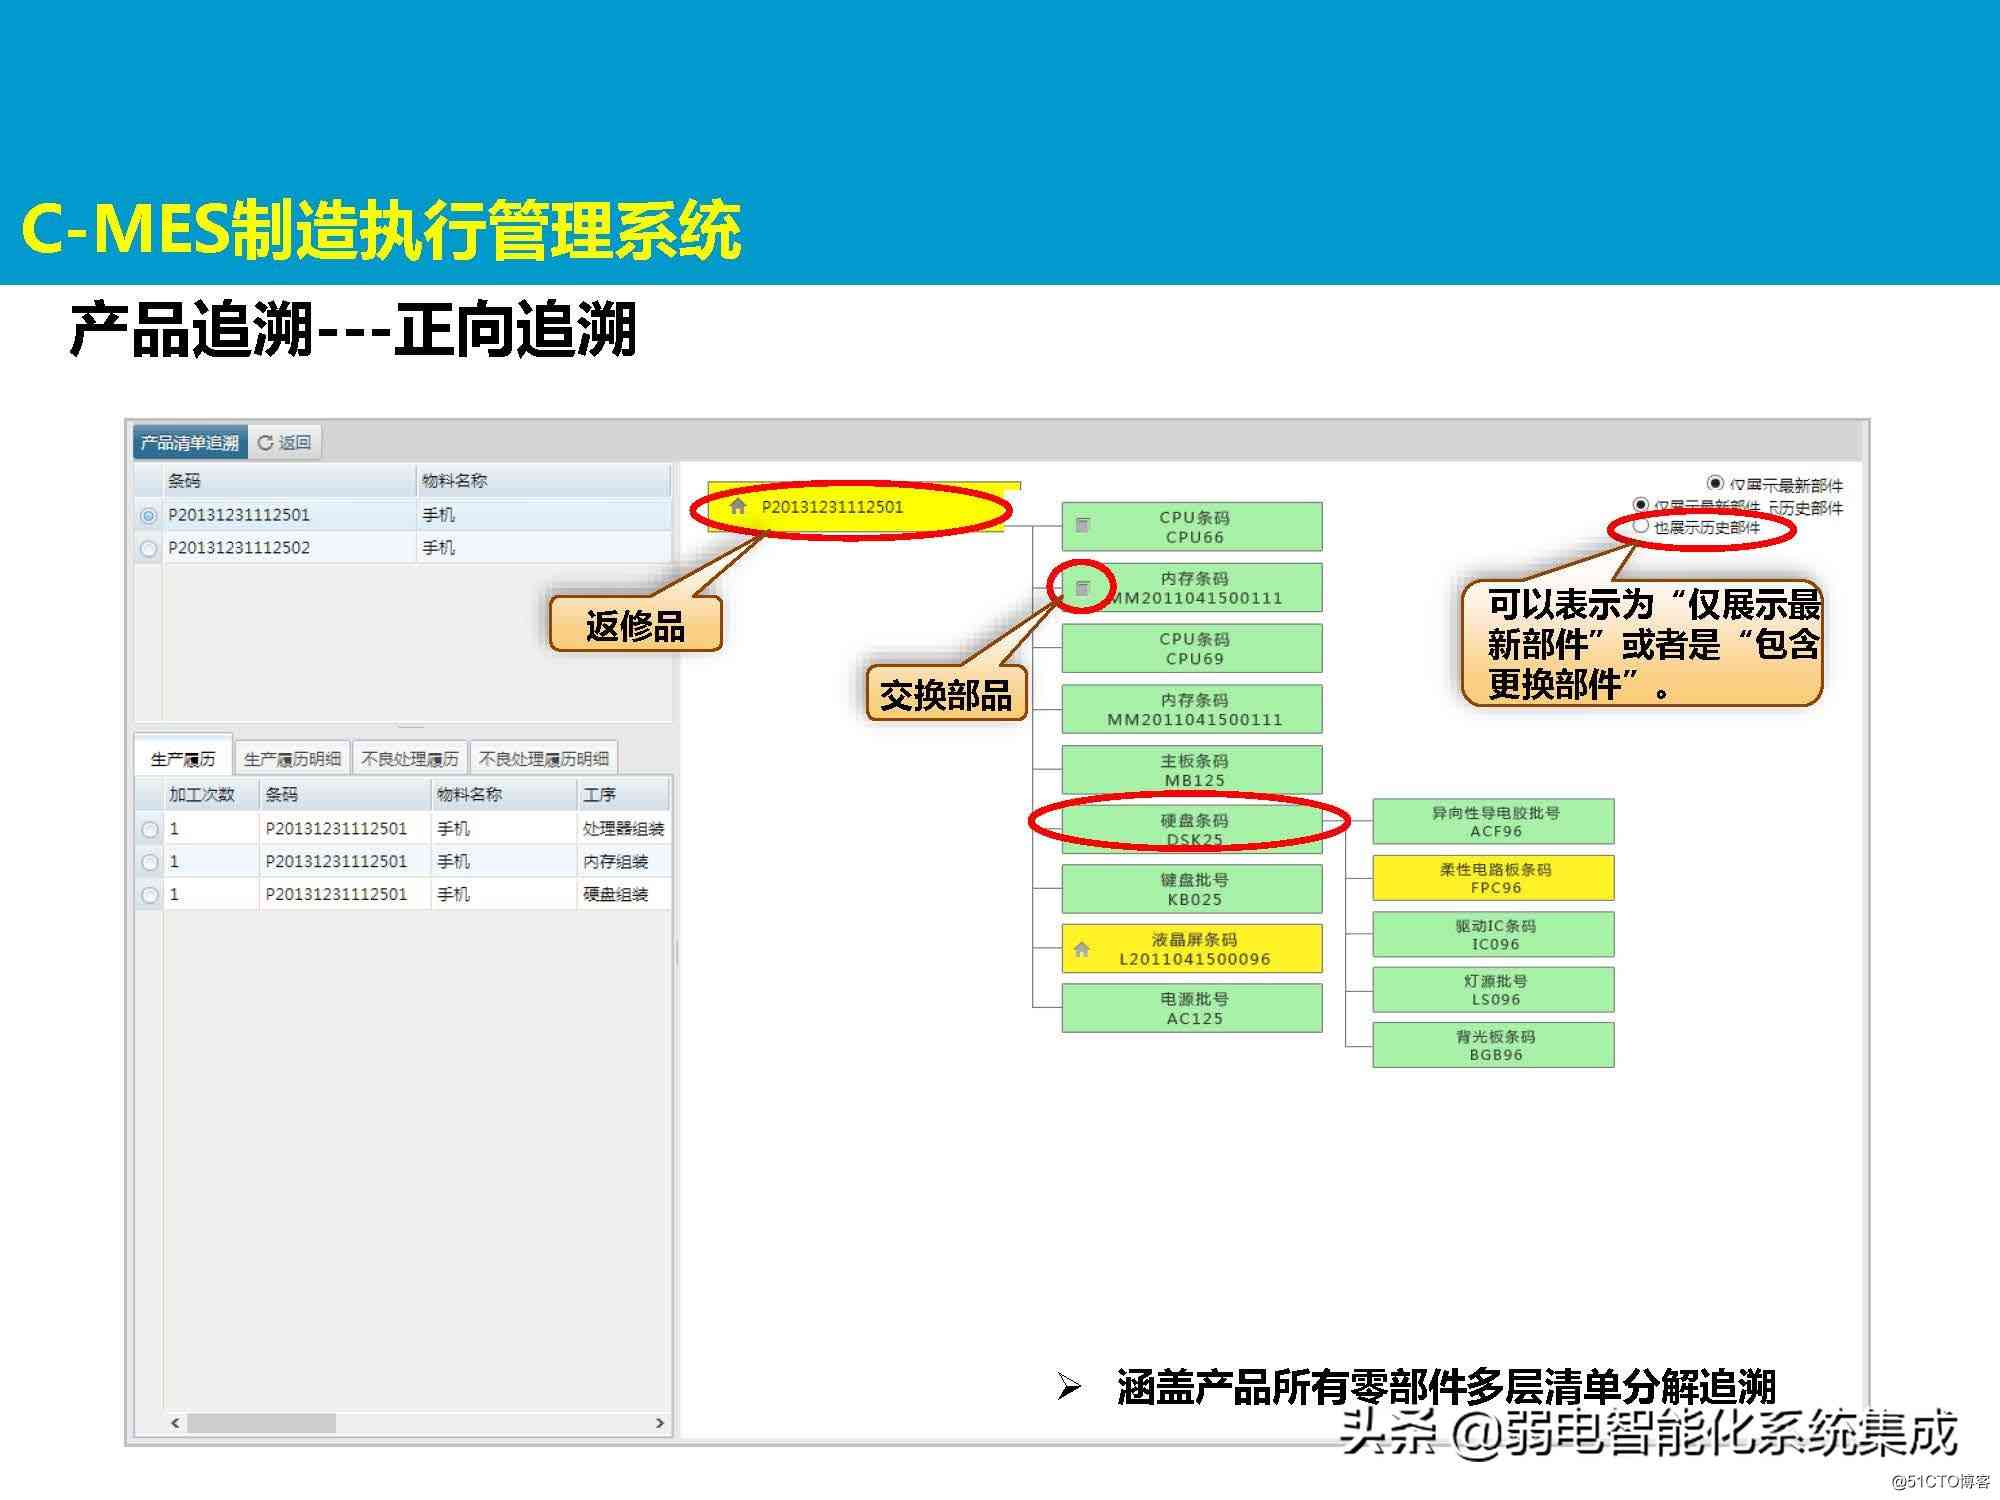 C-MES制造执行管理系统
产品追溯---正向追溯
产品清单追溯 返回
条码 物料名称
P20131231112501 手机
P20131231112502 手机
生产履历 生产履历明细 不良处理履历 不良处理履历明细
加工次数 条码 物料名称 工序
1 P20131231112501 手机 处理器组装
1 P20131231112501 手机 内存组装
1 P20131231112501 手机 硬盘组装
P20131231112501
返修品
交换部品
CPU条码
CPU66
内存条码
MM2011041500111
CPU条码
CPU69
内存条码
MM2011041500111
主板条码
MB125
硬盘条码
DSK25
键盘批号
KB025
液晶屏条码
L2011041500096
电源批号
AC125
异向性导电胶批号
ACF96
柔性电路板条码
FPC96
驱动IC条码
IC096
灯源批号
LS096
背光板条码
BGB96
仅展示最新部件
仅展示最新部件 示历史部件
也展示历史部件
可以表示为“仅展示最
新部件”或者是“包含
更换部件”。
涵盖产品所有零部件多层清单分解追溯
头条 @弱电智能化系统集成
@51CTO博客